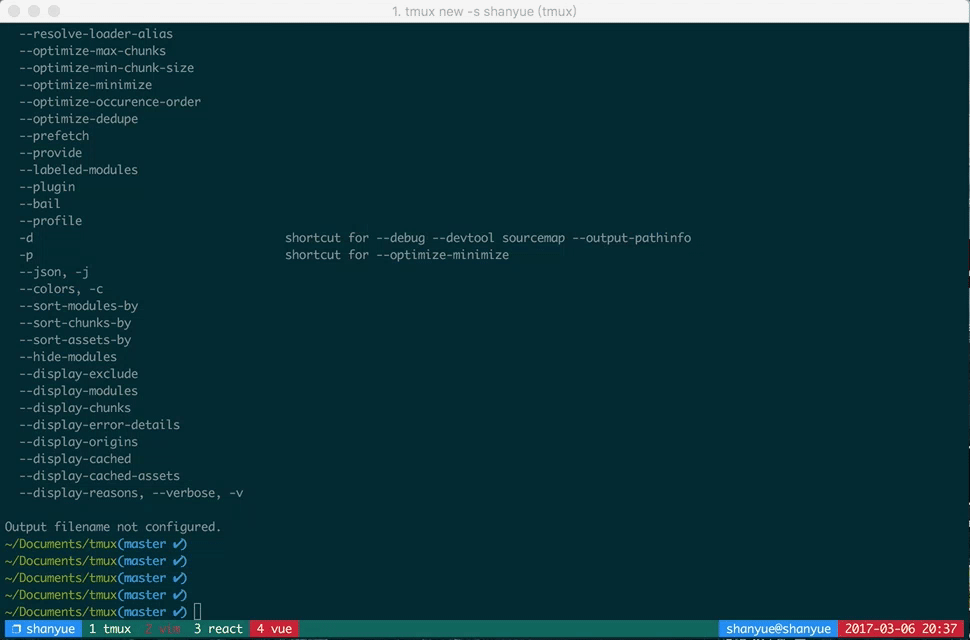 1. tmux new -s shanyue (tmux)
--resolve-loader-alias
--optimize-max-chunks
--optimize-min-chunk-size
--optimize-minimize
--optimize-occurence-order
--optimize-dedupe
--prefetch
--provide
--labeled-modules
--plugin
--bail
--profile
-d shortcut for --debug --devtool sourcemap --output-pathinfo
-p shortcut for --optimize-minimize
--json, -j
--colors, -c
--sort-modules-by
--sort-chunks-by
--sort-assets-by
--hide-modules
--display-exclude
--display-modules
--display-chunks
--display-error-details
--display-origins
--display-cached
--display-cached-assets
--display-reasons, --verbose, -v
Output filename not configured.
~/Documents/tmux(master ✔)
~/Documents/tmux(master ✔)
~/Documents/tmux(master ✔)
~/Documents/tmux(master ✔)
~/Documents/tmux(master ✔)
❐ shanyue 1 tmux 2 vim 3 react 4 vue shanyue@shanyue 2017-03-06 20:37